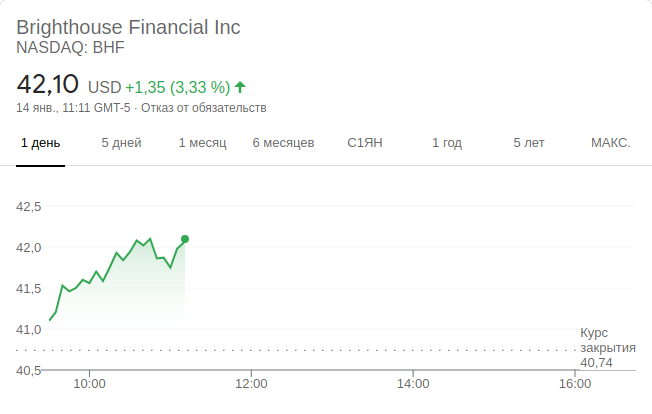 Brighthouse Financial Inc
NASDAQ: BHF
42,10 USD +1,35 (3,33 %)
14 янв., 11:11 GMT-5 · Отказ от обязательств
1 день 5 дней 1 месяц 6 месяцев С1ЯН 1 год 5 лет МАКС.
42,5
42,0
41,5
41,0
Курс
закрытия
40,74
40,5
10:00 12:00 14:00 16:00